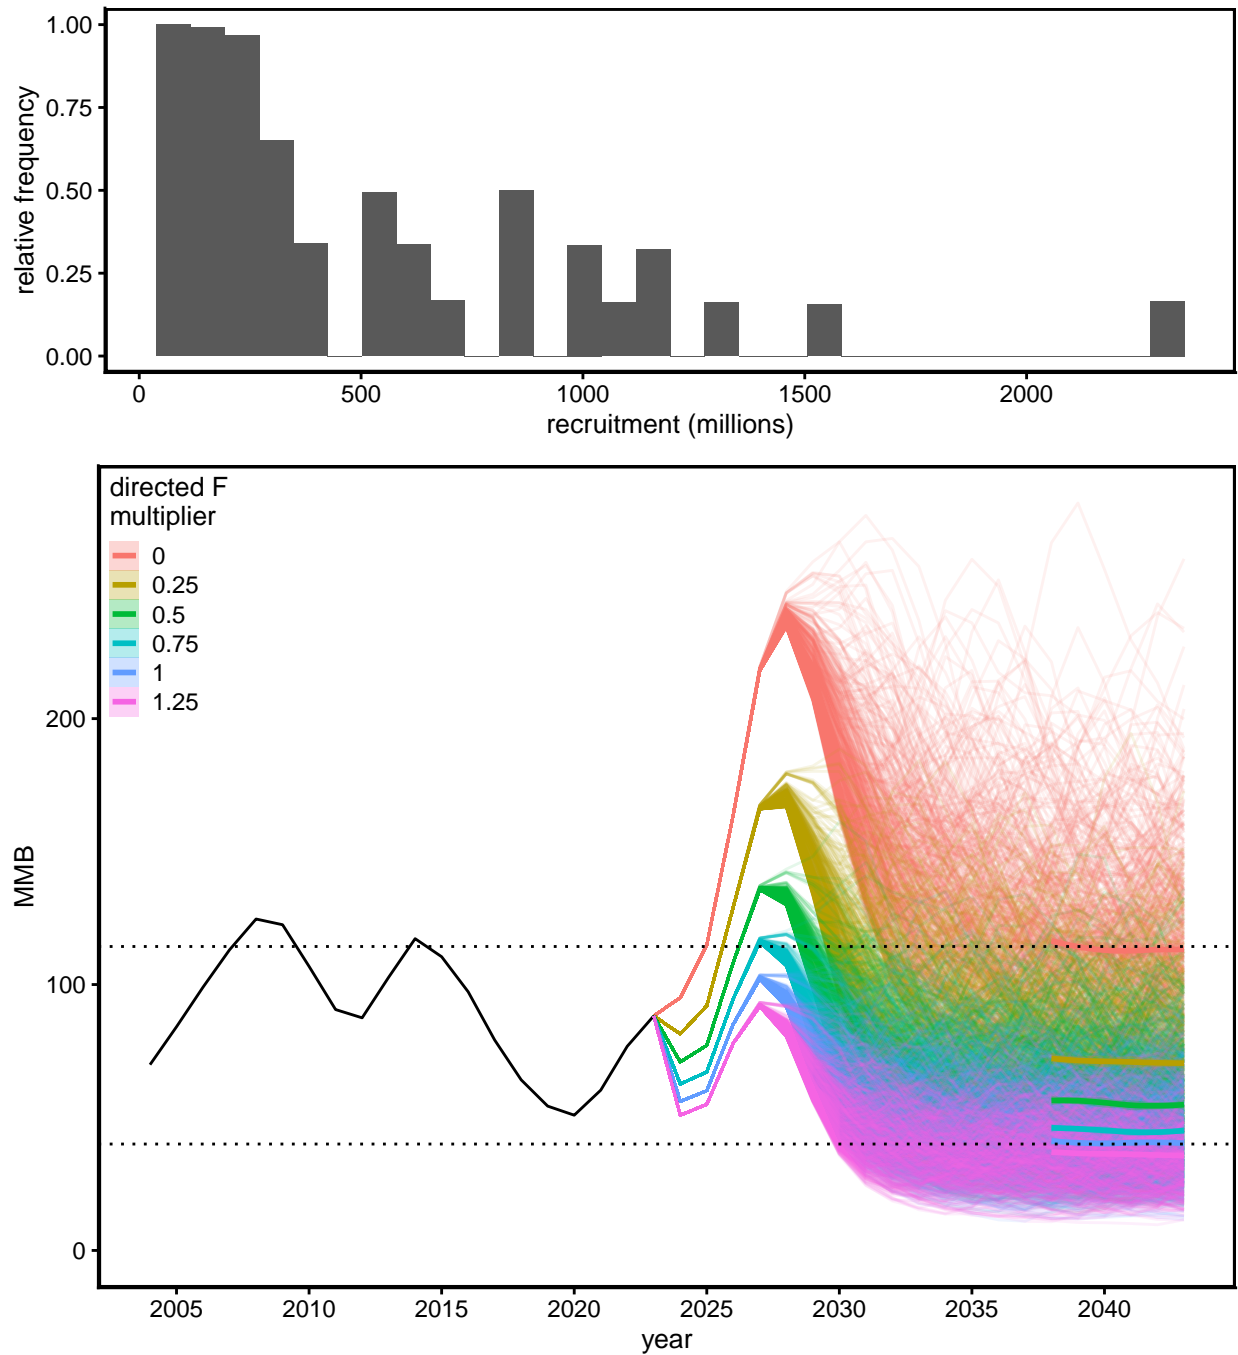 1.00
0.75
0.50
0.25
0.00
relative frequency
0 500 1000 1500 2000
recruitment (millions)
directed F
multiplier
0
0.25
0.5
0.75
1
1.25
200
100
0
MMB
2005 2010 2015 2020 2025 2030 2035 2040
year